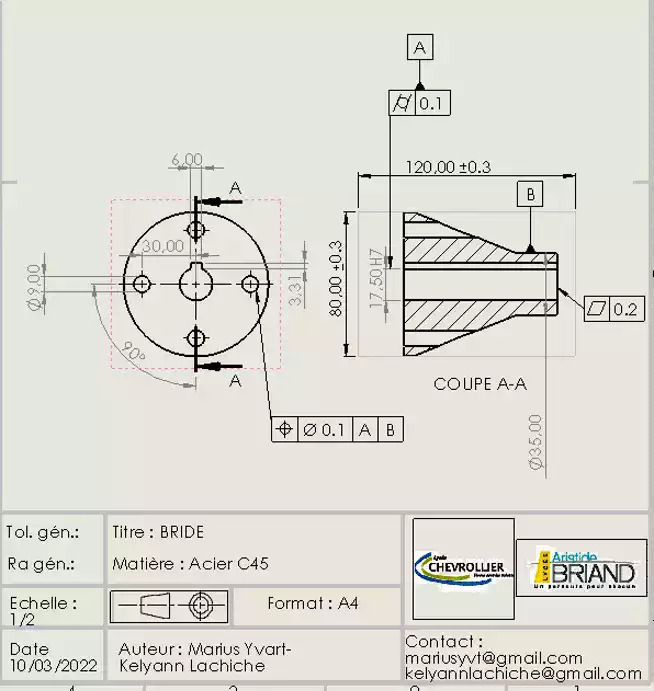 A
0.1
6,00
A
120,00 ±0.3
B
30,00
Ø9,00
3,31
80,00 ±0.3
17,50H7
0.2
90°
A
COUPE A-A
Ø 0.1 A B
Ø35,00
Tol. gén.:
Titre : BRIDE
Ra gén.:
Matière : Acier C45
Lycée
CHEVROLLIER
LYCÉE
Aristide
BRIAND
Un parcours pour chacun
Echelle :
1/2
Format : A4
Date
10/03/2022
Auteur : Marius Yvart-
Kelyann Lachiche
Contact :
mariusyvt@gmail.com
kelyannlachiche@gmail.com